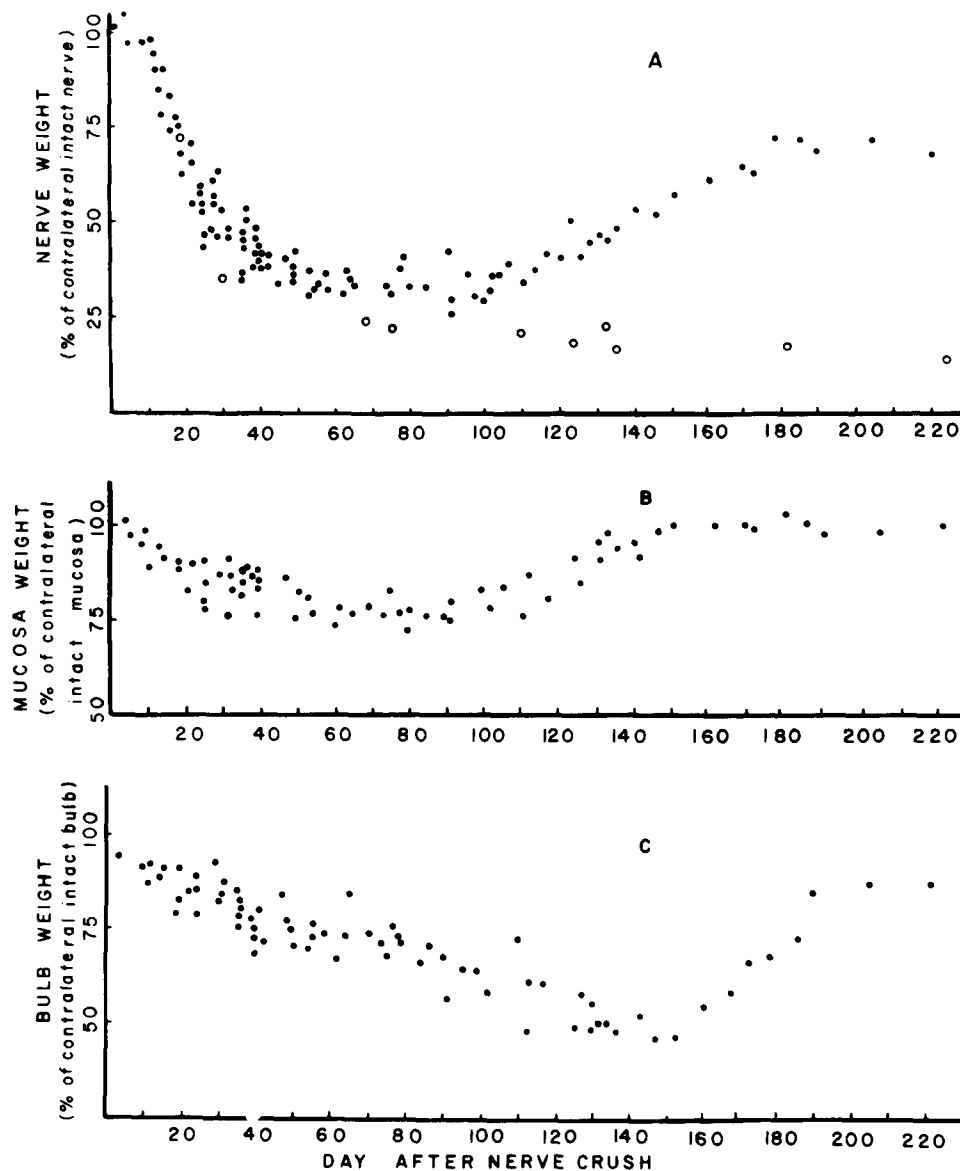 NERVE WEIGHT
(% of contralateral intact nerve)
100
75
50
25
A
20 40 60 80 100 120 140 160 180 200 220
MUCOSA WEIGHT
(% of contralateral
intact mucosa)
100
75
50
B
20 40 60 80 100 120 140 160 180 200 220
BULB WEIGHT
(% of contralateral intact bulb)
100
75
50
C
20 40 60 80 100 120 140 160 180 200 220
DAY AFTER NERVE CRUSH